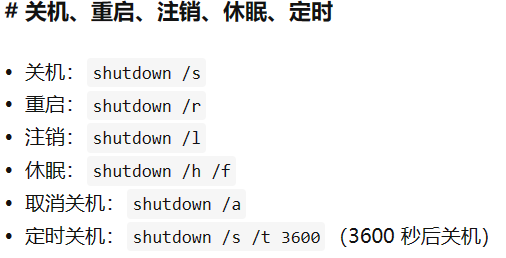 # 关机、重启、注销、休眠、定时
• 关机： shutdown /s
• 重启： shutdown /r
• 注销： shutdown /l
• 休眠： shutdown /h /f
• 取消关机： shutdown /a
• 定时关机： shutdown /s /t 3600 （3600 秒后关机）